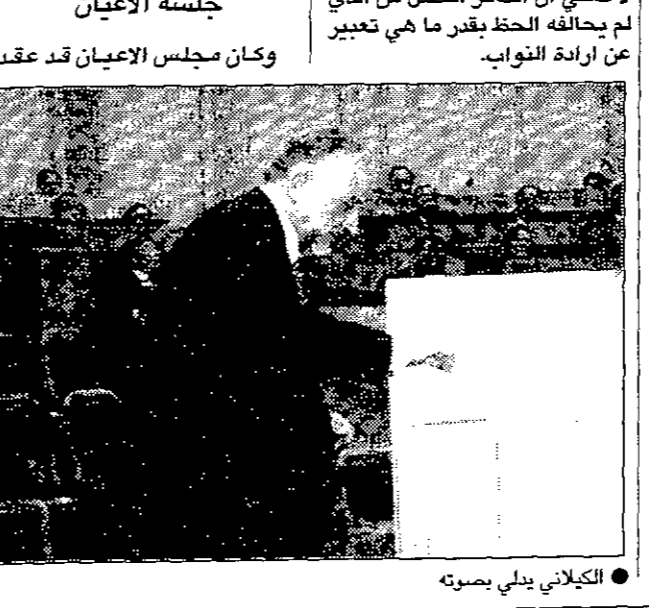 لم يحالفه الحظ بقدر ما هي تعبير
عن ارادة النواب.
جلسة الاعيان
وكان مجلس الاعيان قد عقد
● الكيلاني يدلي بصوته